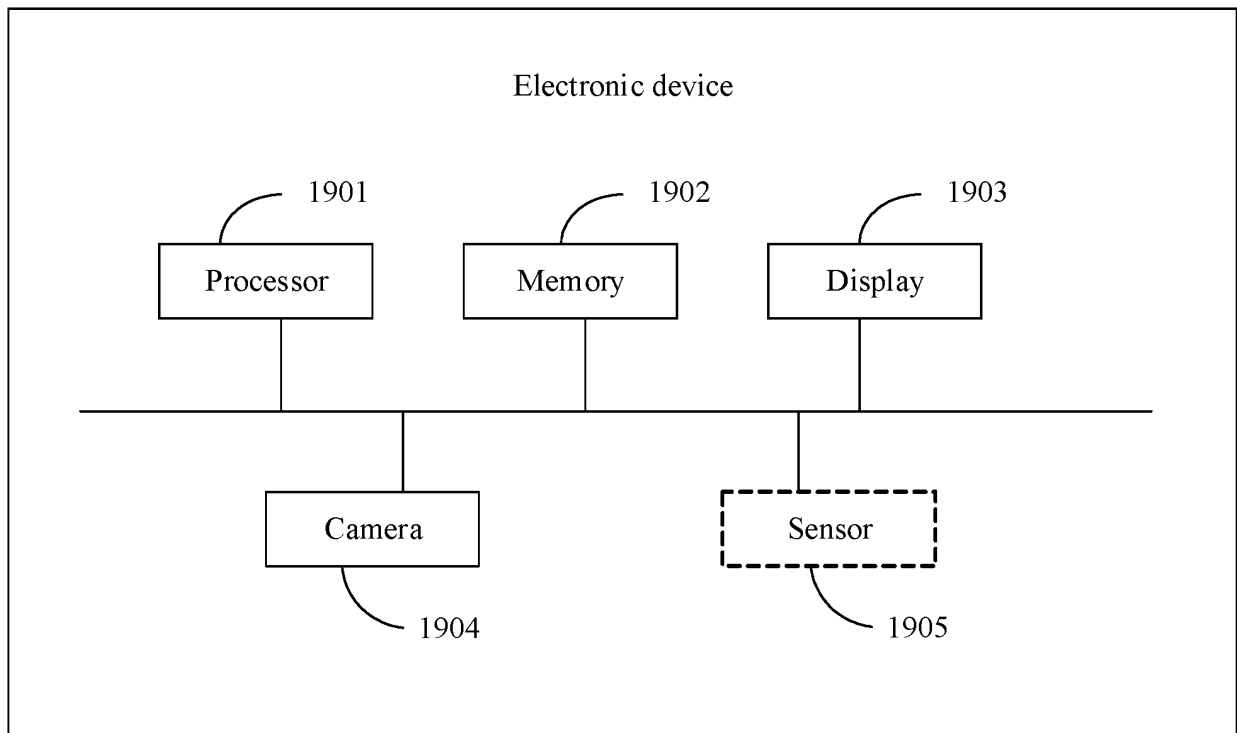 Electronic device
1901
1902
1903
Processor
Memory
Display
Camera
Sensor
1904
1905